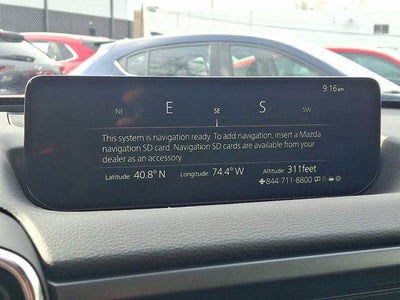 9:16am
NE E SE S SW
This system is navigation ready. To add navigation, insert a Mazda
navigation SD card. Navigation SD cards are available from your
dealer as an accessory.
Latitude: 40.8° N Longitude: 74.4° W Altitude: 311feet
844-711-8800